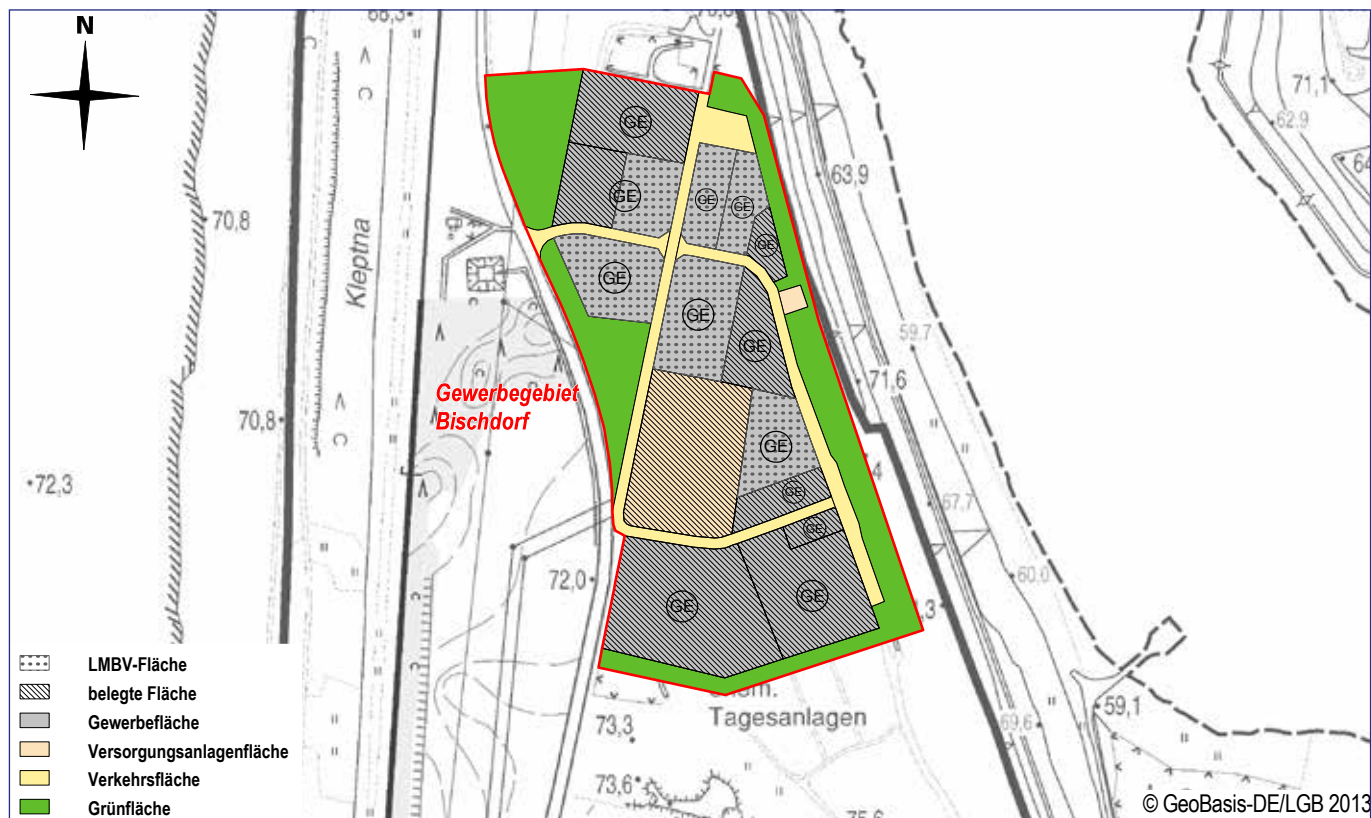 N
68,3
71,1
62.9
63,9
70,8
Kleptna
GE
GE
GE
GE
GE
GE
GE
GE
59.7
71,6
Gewerbegebiet
Bischdorf
70,8
GE
72,3
67,7
GE
GE
72,0
60.0
GE
GE
LMBV-Fläche
belegte Fläche
Gewerbefläche
Versorgungsanlagenfläche
Verkehrsfläche
Grünfläche
Tagesanlagen
73,3
59,1
69,6
73,6
© GeoBasis-DE/LGB 2013